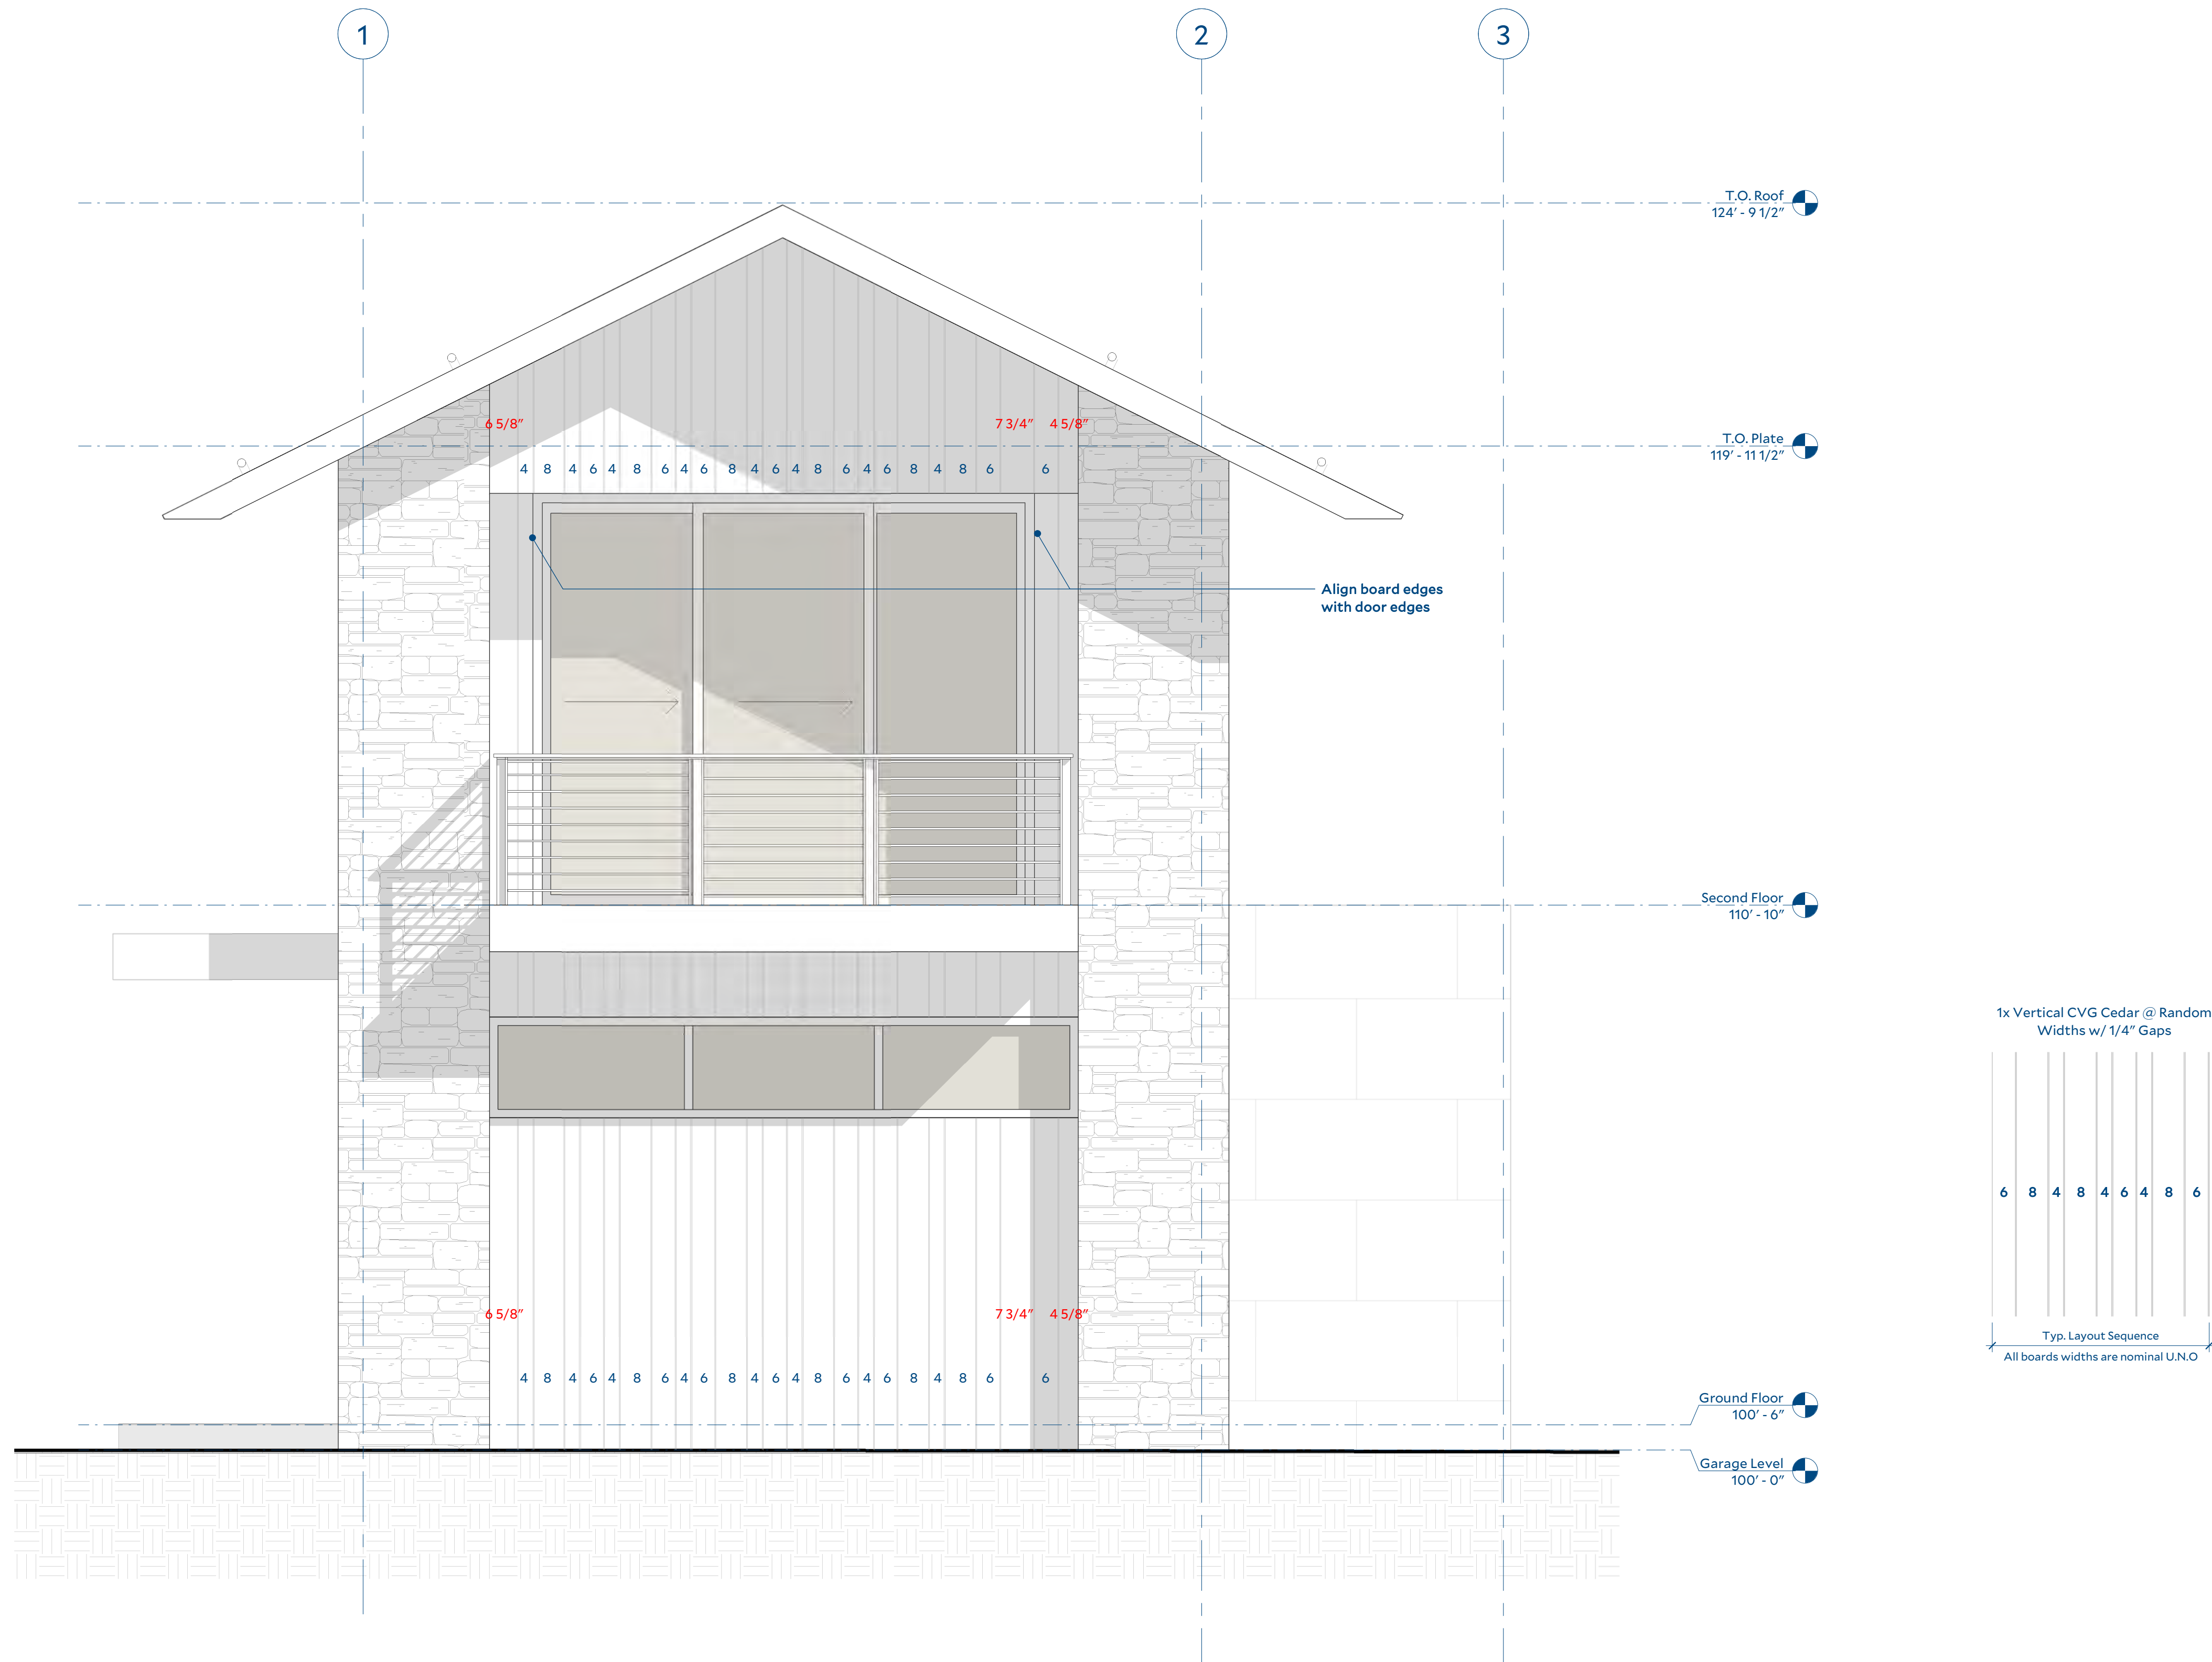 1 2 3
T.O. Roof
124' - 9 1/2"
6 5/8" 7 3/4" 4 5/8"
T.O. Plate
119' - 11 1/2"
4 8 4 6 4 8 6 4 6 8 4 6 4 8 6 4 6 8 4 8 6 6
Align board edges
with door edges
Second Floor
110' - 10"
1x Vertical CVG Cedar @ Random
Widths w/ 1/4" Gaps
6 8 4 8 4 6 4 8 6
6 5/8" 7 3/4" 4 5/8"
Typ. Layout Sequence
All boards widths are nominal U.N.O
4 8 4 6 4 8 6 4 6 8 4 6 4 8 6 4 6 8 4 8 6 6
Ground Floor
100' - 6"
Garage Level
100' - 0"